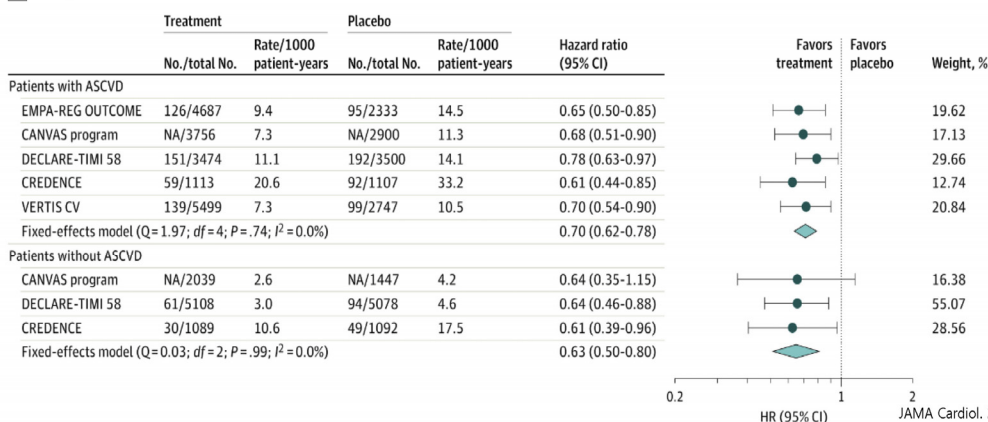 Treatment Placebo
No./total No. Rate/1000 patient-years No./total No. Rate/1000 patient-years Hazard ratio (95% CI) Favors treatment Favors placebo Weight, %
Patients with ASCVD
EMPA-REG OUTCOME 126/4687 9.4 95/2333 14.5 0.65 (0.50-0.85) 19.62
CANVAS program NA/3756 7.3 NA/2900 11.3 0.68 (0.51-0.90) 17.13
DECLARE-TIMI 58 151/3474 11.1 192/3500 14.1 0.78 (0.63-0.97) 29.66
CREDENCE 59/1113 20.6 92/1107 33.2 0.61 (0.44-0.85) 12.74
VERTIS CV 139/5499 7.3 99/2747 10.5 0.70 (0.54-0.90) 20.84
Fixed-effects model (Q=1.97; df=4; P=.74; I²=0.0%) 0.70 (0.62-0.78)
Patients without ASCVD
CANVAS program NA/2039 2.6 NA/1447 4.2 0.64 (0.35-1.15) 16.38
DECLARE-TIMI 58 61/5108 3.0 94/5078 4.6 0.64 (0.46-0.88) 55.07
CREDENCE 30/1089 10.6 49/1092 17.5 0.61 (0.39-0.96) 28.56
Fixed-effects model (Q=0.03; df=2; P=.99; I²=0.0%) 0.63 (0.50-0.80)
0.2 1 2
HR (95% CI)
JAMA Cardiol.